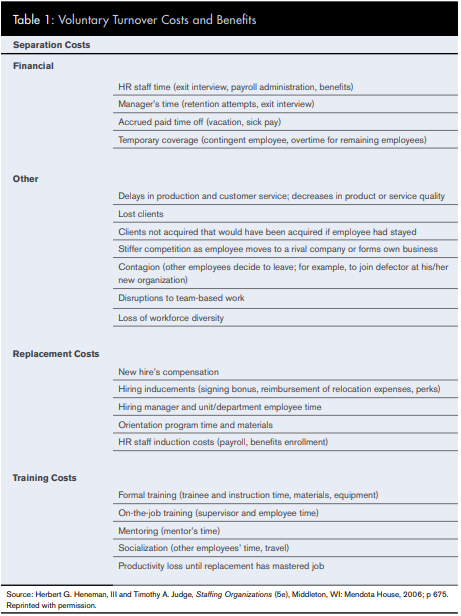 Table 1: Voluntary Turnover Costs and Benefits
Separation Costs
Financial
HR staff time (exit interview, payroll administration, benefits)
Manager's time (retention attempts, exit interview)
Accrued paid time off (vacation, sick pay)
Temporary coverage (contingent employee, overtime for remaining employees)
Other
Delays in production and customer service; decreases in product or service quality
Lost clients
Clients not acquired that would have been acquired if employee had stayed
Stiffer competition as employee moves to a rival company or forms own business
Contagion (other employees decide to leave; for example, to join defector at his/her
new organization)
Disruptions to team-based work
Loss of workforce diversity
Replacement Costs
New hire's compensation
Hiring inducements (signing bonus, reimbursement of relocation expenses, perks)
Hiring manager and unit/department employee time
Orientation program time and materials
HR staff induction costs (payroll, benefits enrollment)
Training Costs
Formal training (trainee and instruction time, materials, equipment)
On-the-job training (supervisor and employee time)
Mentoring (mentor's time)
Socialization (other employees' time, travel)
Productivity loss until replacement has mastered job
Source: Herbert G. Heneman, III and Timothy A. Judge, Staffing Organizations (5e), Middleton, WI: Mendota House, 2006; p 675.
Reprinted with permission.